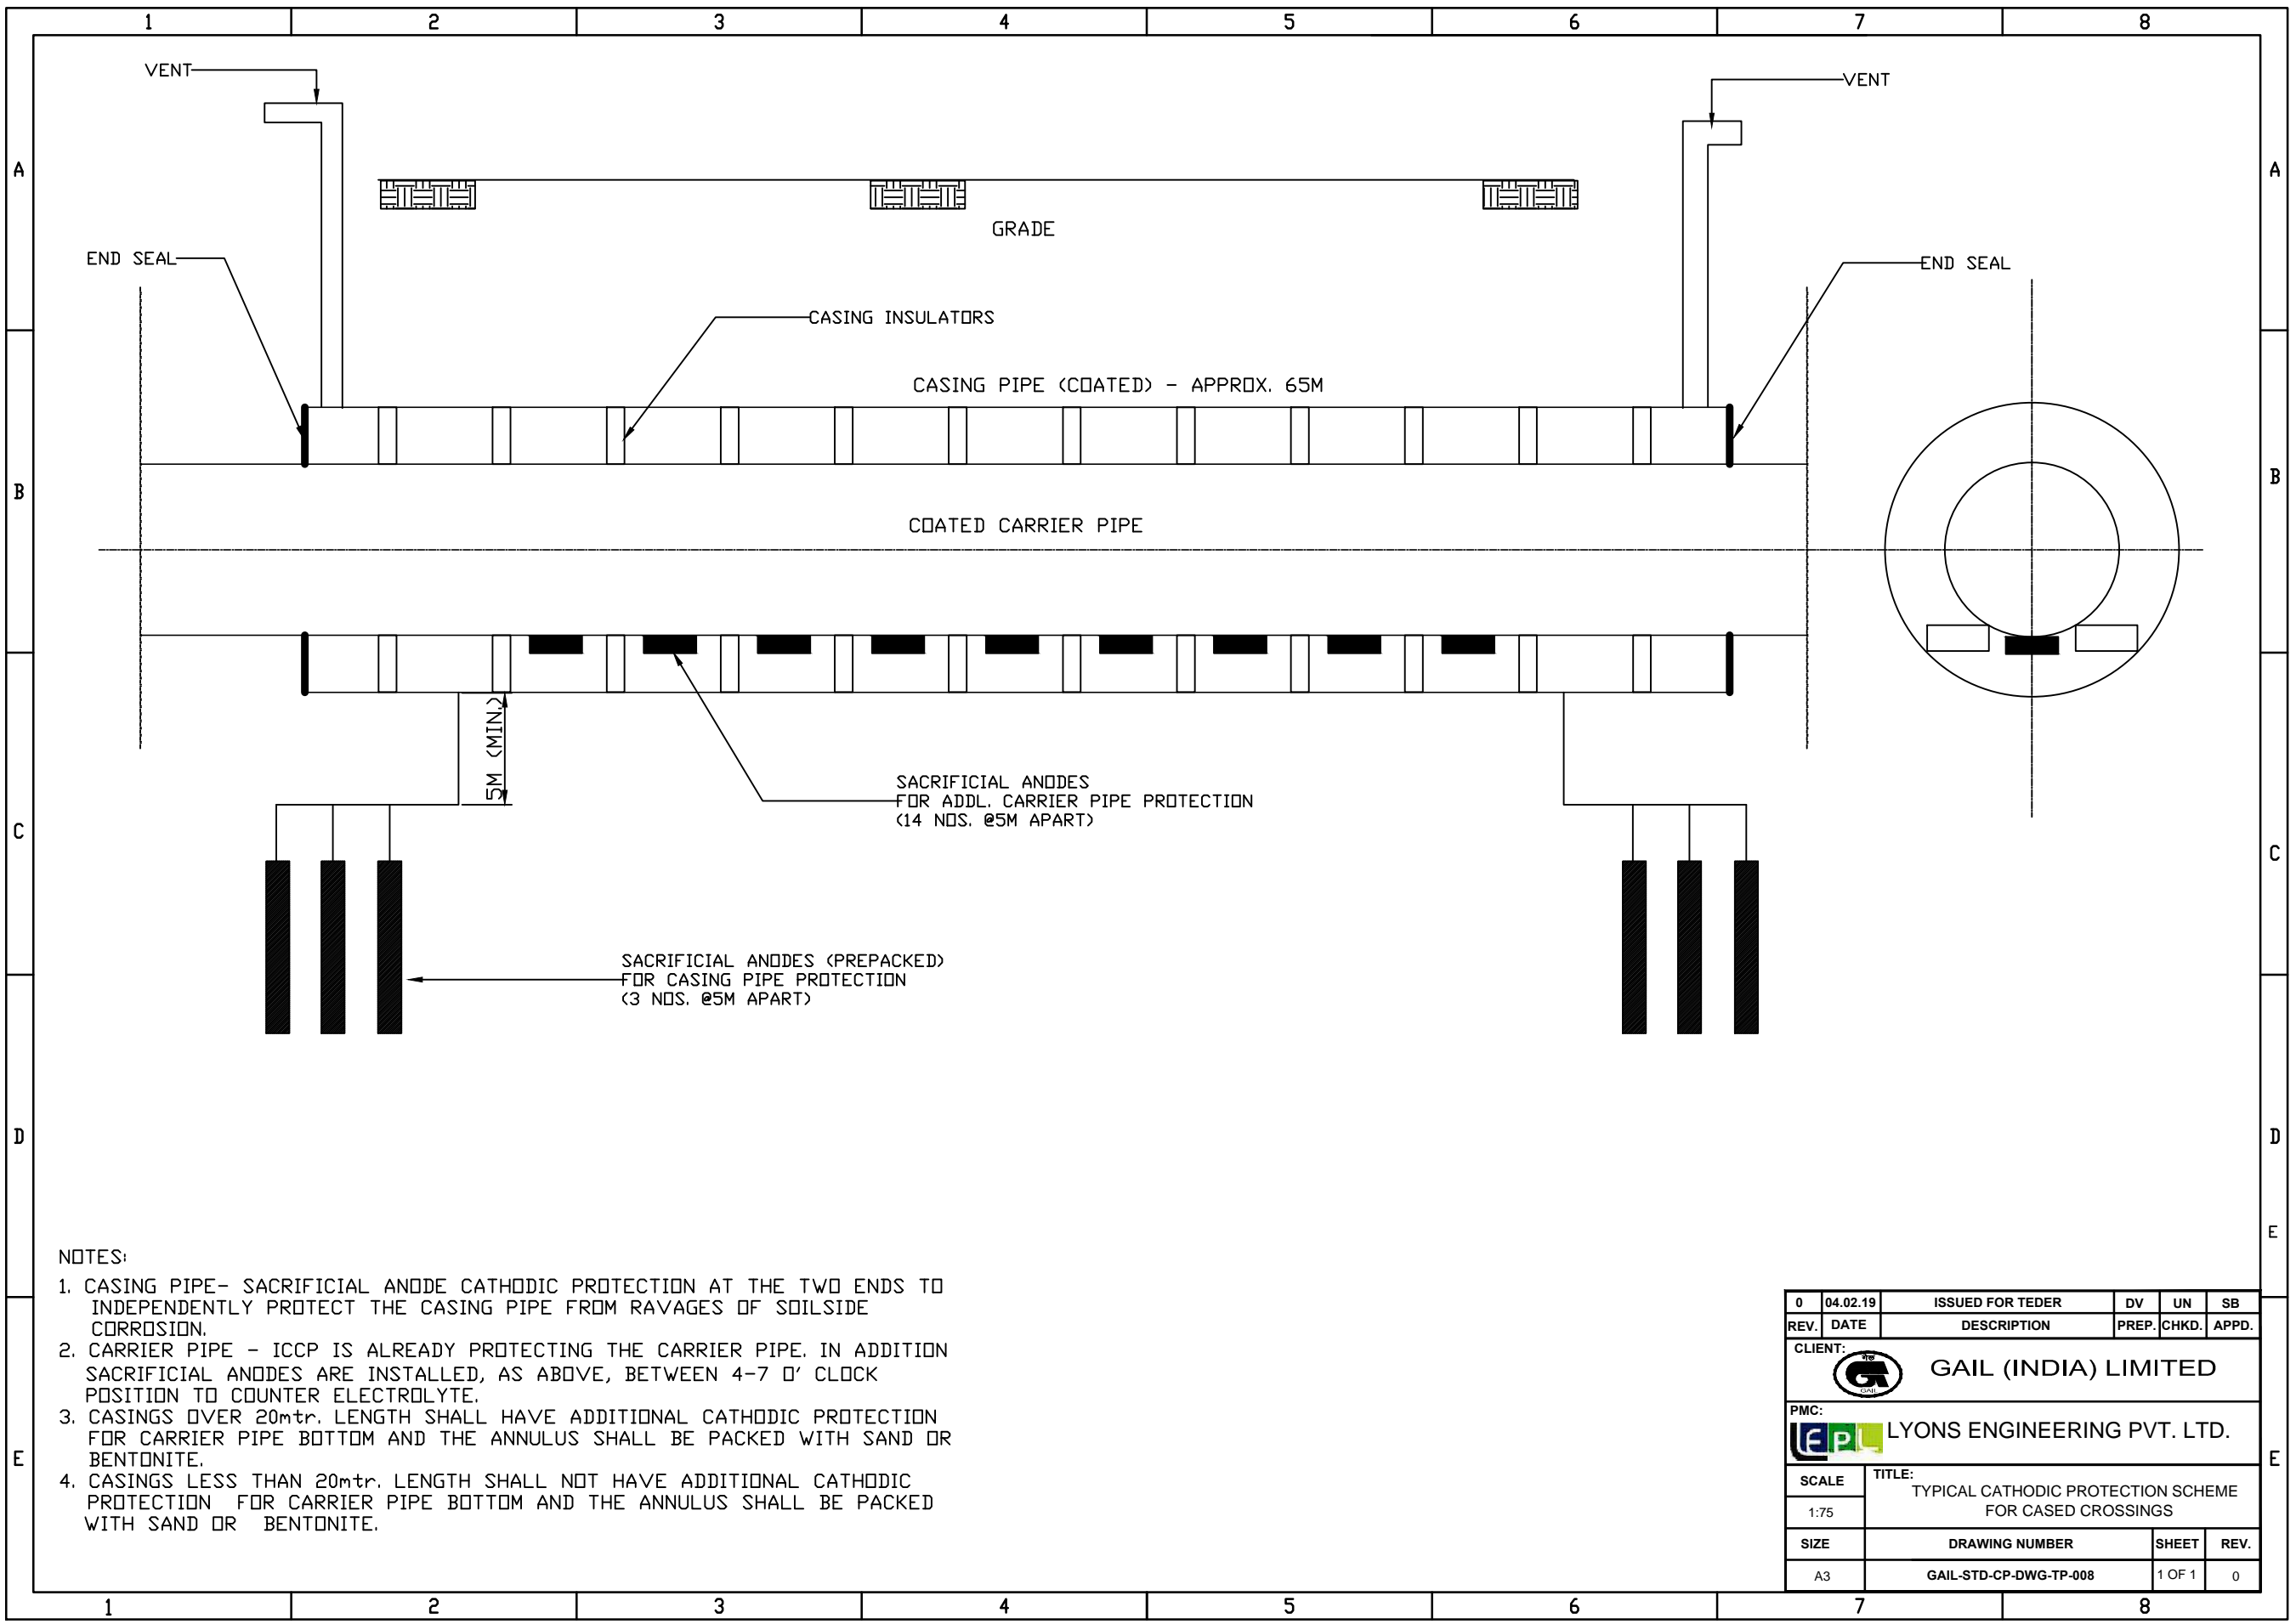 1 2 3 4 5 6 7 8
VENT
VENT
A
A
GRADE
END SEAL
END SEAL
CASING INSULATORS
CASING PIPE (COATED) - APPROX. 65M
B
B
COATED CARRIER PIPE
5M (MIN.)
SACRIFICIAL ANODES
FOR ADDL. CARRIER PIPE PROTECTION
(14 NOS. @5M APART)
C
C
SACRIFICIAL ANODES (PREPACKED)
FOR CASING PIPE PROTECTION
(3 NOS. @5M APART)
D
D
E
NOTES:
1. CASING PIPE- SACRIFICIAL ANODE CATHODIC PROTECTION AT THE TWO ENDS TO
INDEPENDENTLY PROTECT THE CASING PIPE FROM RAVAGES OF SOILSIDE
CORROSION.
2. CARRIER PIPE - ICCP IS ALREADY PROTECTING THE CARRIER PIPE. IN ADDITION
SACRIFICIAL ANODES ARE INSTALLED, AS ABOVE, BETWEEN 4-7 O' CLOCK
POSITION TO COUNTER ELECTROLYTE.
3. CASINGS OVER 20mtr. LENGTH SHALL HAVE ADDITIONAL CATHODIC PROTECTION
FOR CARRIER PIPE BOTTOM AND THE ANNULUS SHALL BE PACKED WITH SAND OR
BENTONITE.
4. CASINGS LESS THAN 20mtr. LENGTH SHALL NOT HAVE ADDITIONAL CATHODIC
PROTECTION FOR CARRIER PIPE BOTTOM AND THE ANNULUS SHALL BE PACKED
WITH SAND OR BENTONITE.
E
E
0 04.02.19 ISSUED FOR TEDER DV UN SB
REV. DATE DESCRIPTION PREP. CHKD. APPD.
CLIENT:
GAIL
GAIL (INDIA) LIMITED
PMC:
LEPL LYONS ENGINEERING PVT. LTD.
SCALE
1:75
TITLE:
TYPICAL CATHODIC PROTECTION SCHEME
FOR CASED CROSSINGS
SIZE DRAWING NUMBER SHEET REV.
A3 GAIL-STD-CP-DWG-TP-008 1 OF 1 0
1 2 3 4 5 6 7 8